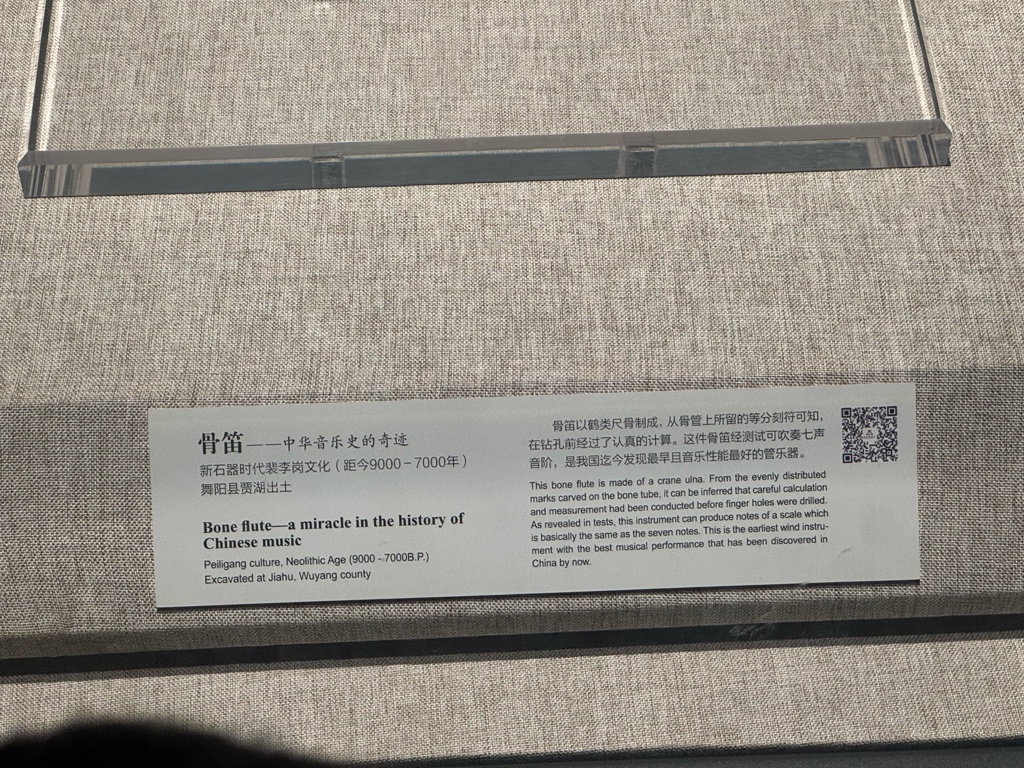 骨笛——中华音乐史的奇迹
新石器时代裴李岗文化（距今9000－7000年）
舞阳县贾湖出土
Bone flute—a miracle in the history of
Chinese music
Peiligang culture, Neolithic Age (9000 - 7000B.P.)
Excavated at Jiahu, Wuyang county
骨笛以鹤类尺骨制成，从骨管上所留的等分刻符可知，
在钻孔前经过了认真的计算。这件骨笛经测试可吹奏七声
音阶，是我国迄今发现最早且音乐性能最好的管乐器。
This bone flute is made of a crane ulna. From the evenly distributed
marks carved on the bone tube, it can be inferred that careful calculation
and measurement had been conducted before finger holes were drilled.
As revealed in tests, this instrument can produce notes of a scale which
is basically the same as the seven notes. This is the earliest wind instru-
ment with the best musical performance that has been discovered in
China by now.